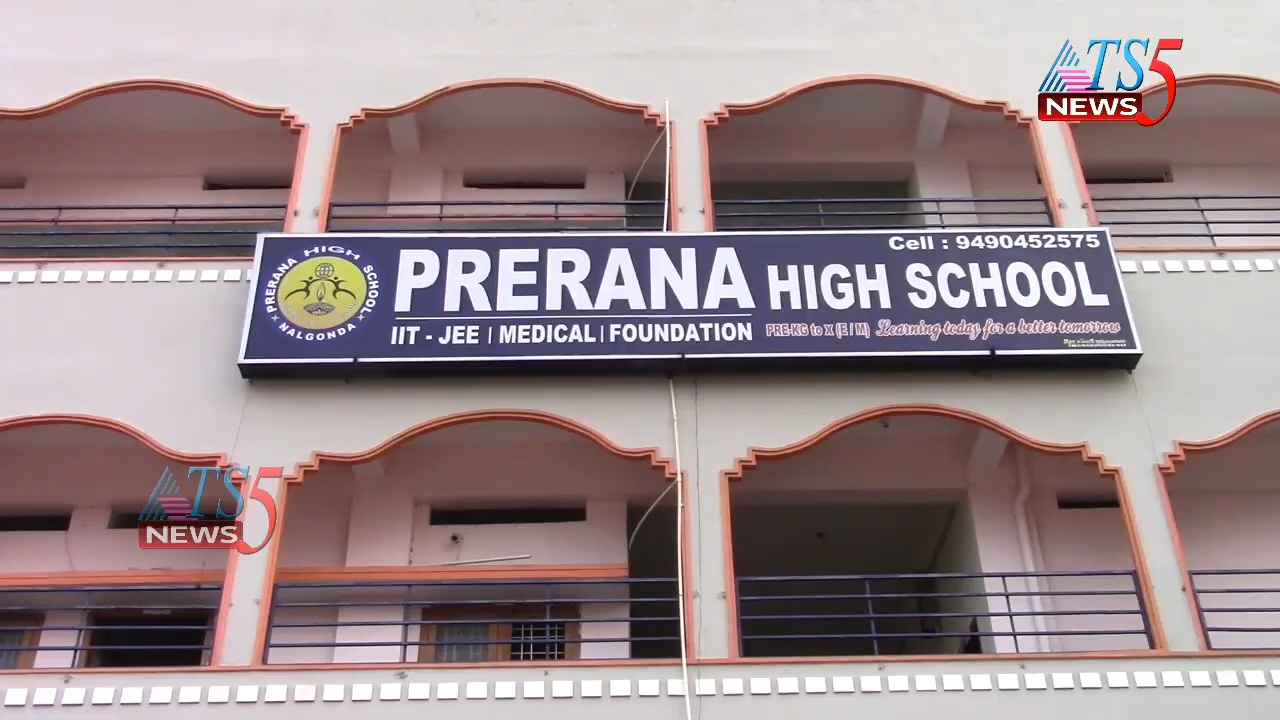 TS5
NEWS
Cell : 9490452575
PRERANA HIGH SCHOOL
IIT - JEE | MEDICAL | FOUNDATION
PRE-KG to X (E / M) Learning today for a better tomorrow
PRERANA HIGH SCHOOL
NALGONDA
TS5
NEWS